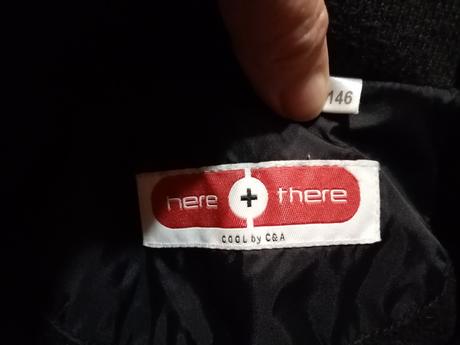 146
here + there
COOL by C&A